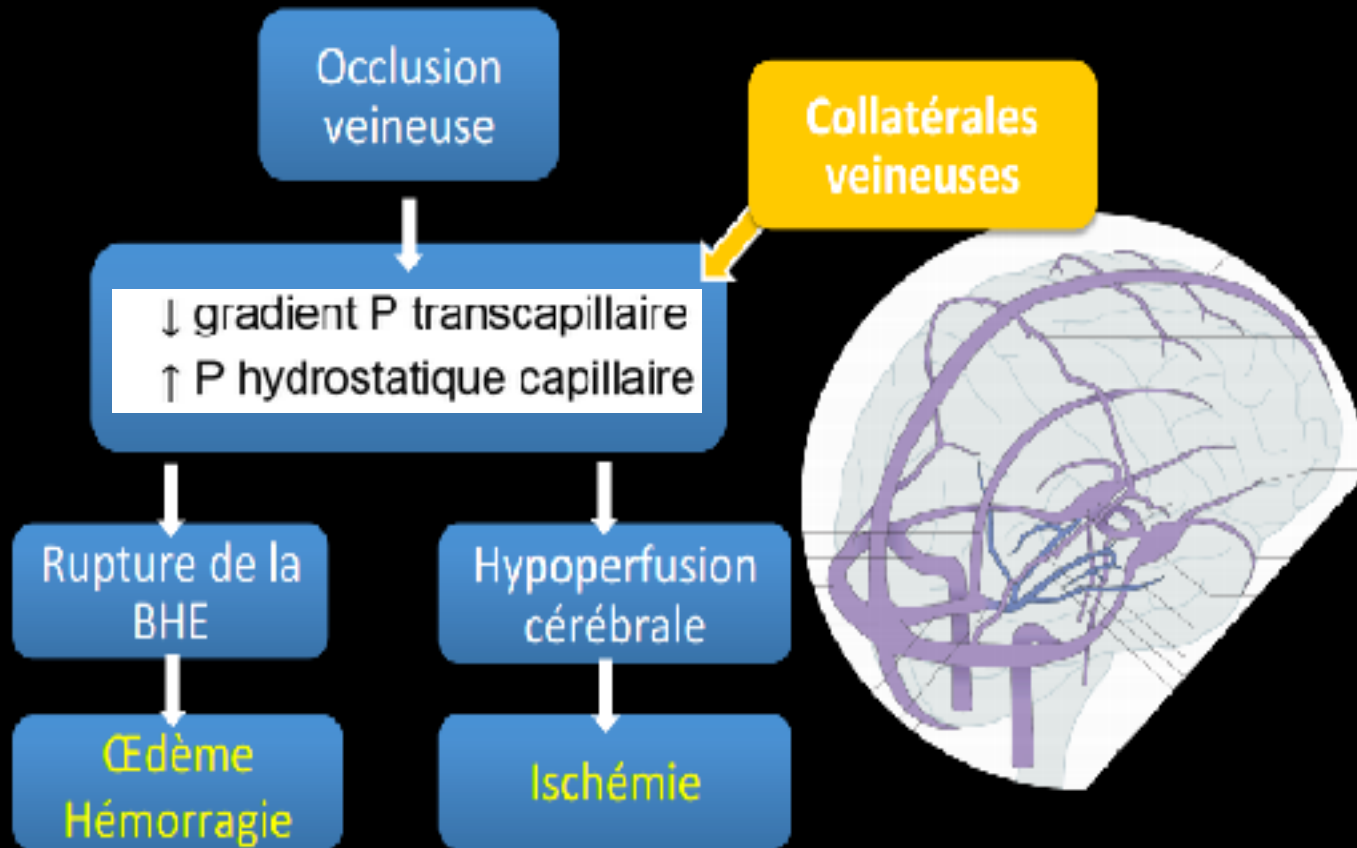 Occlusion
veineuse
Collatérales
veineuses
↓ gradient P transcapillaire
↑ P hydrostatique capillaire
Rupture de la
BHE
Hypoperfusion
cérébrale
Œdème
Hémorragie
Ischémie